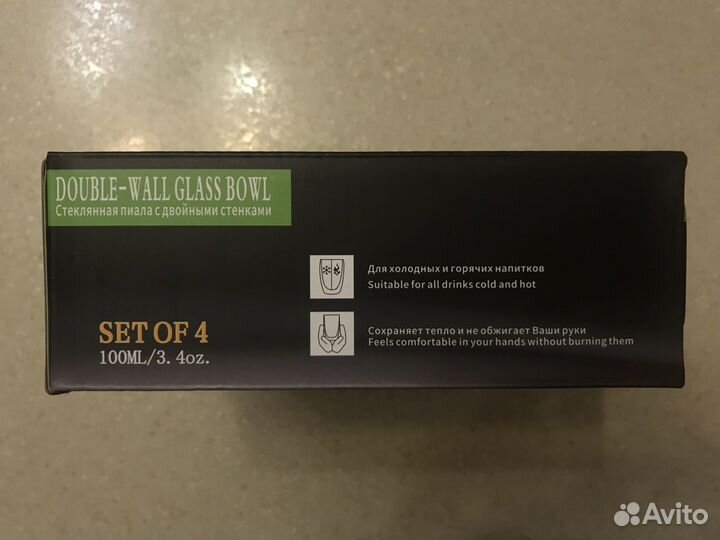 DOUBLE-WALL GLASS BOWL
Стеклянная пиала с двойными стенками
Для холодных и горячих напитков
Suitable for all drinks cold and hot
SET OF 4
100ML/3.4oz.
Сохраняет тепло и не обжигает Ваши руки
Feels comfortable in your hands without burning them
Avito